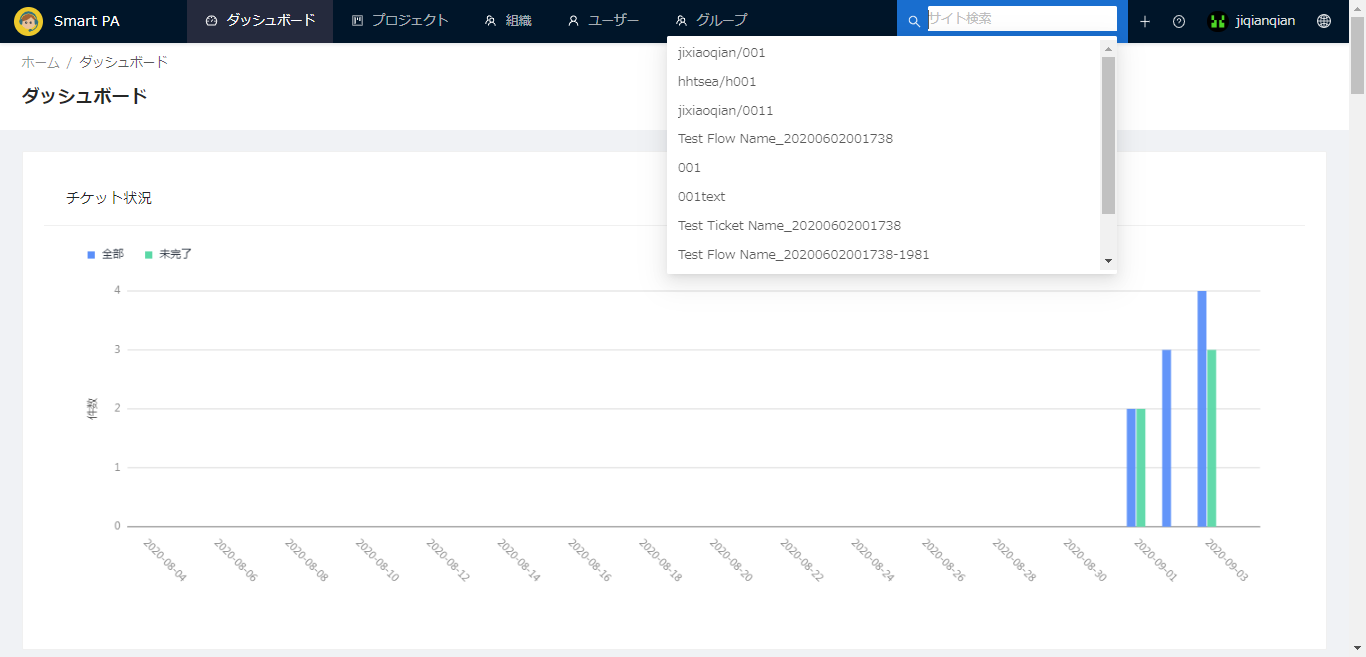 Smart PA
ダッシュボード
プロジェクト
組織
ユーザー
グループ
サイト検索
jiqianqian
ホーム / ダッシュボード
ダッシュボード
jixiaoqian/001
hhtsea/h001
jixiaoqian/0011
Test Flow Name_20200602001738
001
001text
Test Ticket Name_20200602001738
Test Flow Name_20200602001738-1981
チケット状況
全部 未完了
件数
4
3
2
1
0
2020-08-04
2020-08-06
2020-08-08
2020-08-10
2020-08-12
2020-08-14
2020-08-16
2020-08-18
2020-08-20
2020-08-22
2020-08-24
2020-08-26
2020-08-28
2020-08-30
2020-09-01
2020-09-03